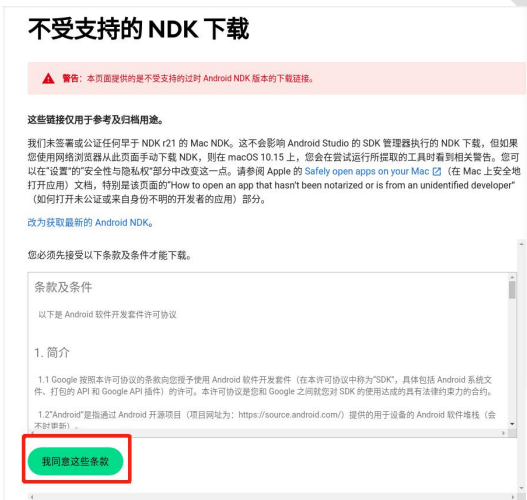 不受支持的 NDK 下载
警告：本页面提供的是不受支持的过时 Android NDK 版本的下载链接。
这些链接仅用于参考及归档用途。
我们未签署或公证任何早于 NDK r21 的 Mac NDK。这不会影响 Android Studio 的 SDK 管理器执行的 NDK 下载，但如果
您使用网络浏览器从此页面手动下载 NDK，则在 macOS 10.15 上，您会在尝试运行所提取的工具时看到相关警告。您可
以在"设置"的"安全性与隐私权"部分中改变这一点。请参阅 Apple 的 Safely open apps on your Mac（在 Mac 上安全地
打开应用）文档，特别是该页面的"How to open an app that hasn't been notarized or is from an unidentified developer"
（如何打开未公证或来自身份不明的开发者的应用）部分。
改为获取最新的 Android NDK。
您必须先接受以下条款及条件才能下载。
条款及条件
以下是 Android 软件开发套件许可协议
1. 简介
1.1 Google 按照本许可协议的条款向您授予使用 Android 软件开发套件（在本许可协议中称为"SDK"，具体包括 Android 系统文
件、打包的 API 和 Google API 插件）的许可。本许可协议是您和 Google 之间就您对 SDK 的使用达成的具有法律约束力的合约。
1.2"Android"是指通过 Android 开源项目（项目网址为：https://source.android.com/）提供的用于设备的 Android 软件堆栈（会
不时更新）。
我同意这些条款